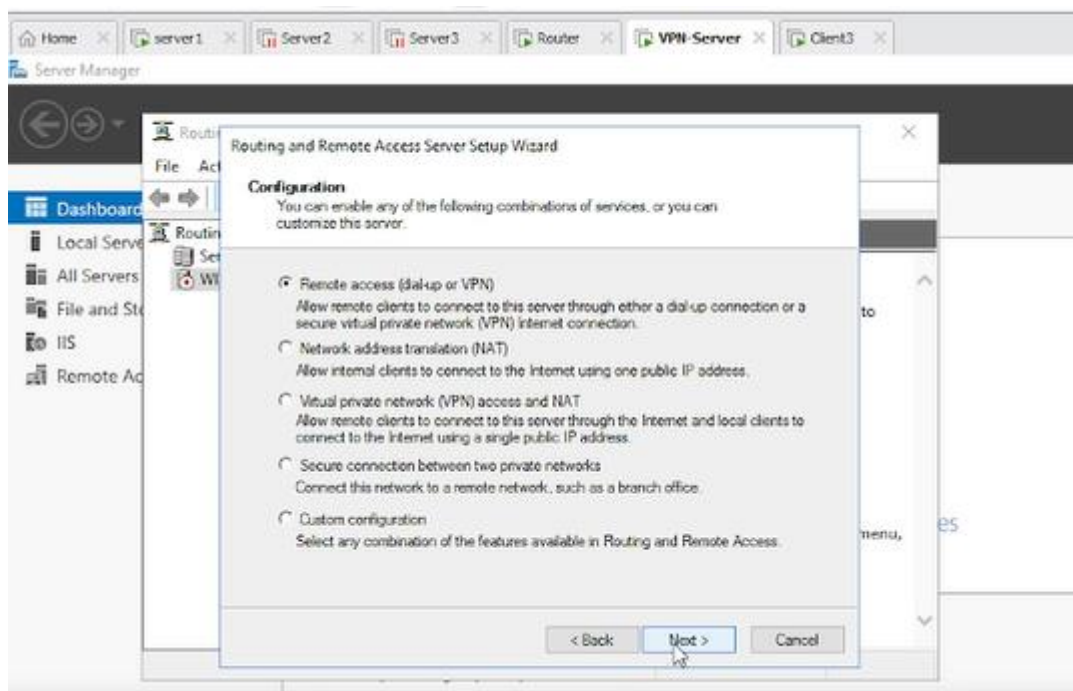 Home
server1
Server2
Server3
Router
VPN-Server
Client3
Server Manager
Routi
File Act
Routin
Ser
WI
Dashboard
Local Serve
All Servers
File and Sto
IIS
Remote Ac
Routing and Remote Access Server Setup Wizard
Configuration
You can enable any of the following combinations of services, or you can
customize this server.
Remote access (dial-up or VPN)
Allow remote clients to connect to this server through either a dial-up connection or a
secure virtual private network (VPN) Internet connection.
Network address translation (NAT)
Allow internal clients to connect to the Internet using one public IP address.
Virtual private network (VPN) access and NAT
Allow remote clients to connect to this server through the Internet and local clients to
connect to the Internet using a single public IP address.
Secure connection between two private networks
Connect this network to a remote network, such as a branch office.
Custom configuration
Select any combination of the features available in Routing and Remote Access.
to
menu,
es
< Back
Next >
Cancel